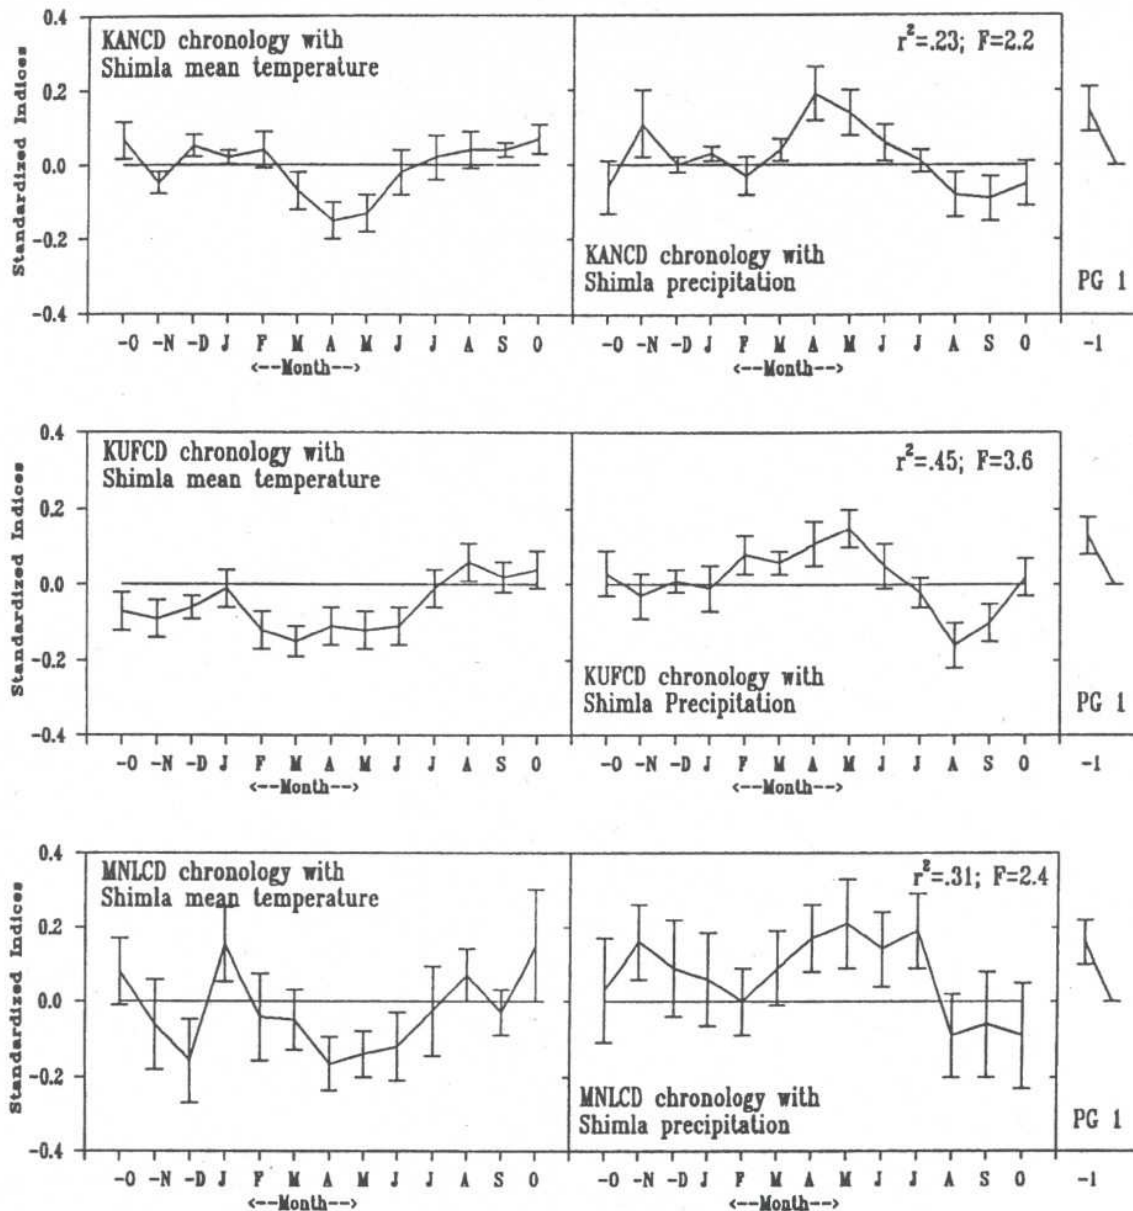 KANCD chronology with
Shimla mean temperature
r²=.23; F=2.2
KANCD chronology with
Shimla precipitation
PG 1
Standardized Indices
0.4
0.2
0.0
-0.2
-0.4
-O -N -D J F M A M J J A S O
<--Month-->
-O -N -D J F M A M J J A S O
<--Month-->
-1
KUFCD chronology with
Shimla mean temperature
r²=.45; F=3.6
KUFCD chronology with
Shimla Precipitation
PG 1
Standardized Indices
0.4
0.2
0.0
-0.2
-0.4
-O -N -D J F M A M J J A S O
<--Month-->
-O -N -D J F M A M J J A S O
<--Month-->
-1
MNLCD chronology with
Shimla mean temperature
r²=.31; F=2.4
MNLCD chronology with
Shimla precipitation
PG 1
Standardized Indices
0.4
0.2
0.0
-0.2
-0.4
-O -N -D J F M A M J J A S O
<--Month-->
-O -N -D J F M A M J J A S O
<--Month-->
-1